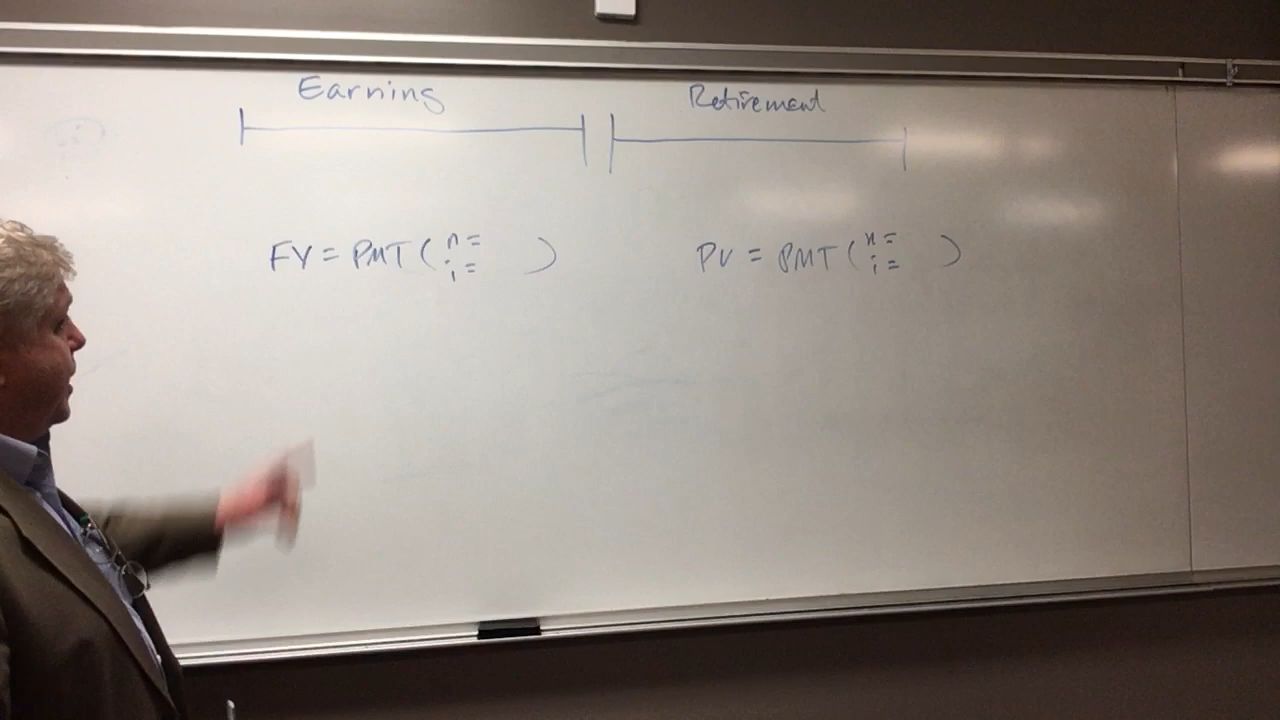 Earning
Retirement
FV = PMT ( n =
i = )
PV = PMT ( n =
i = )